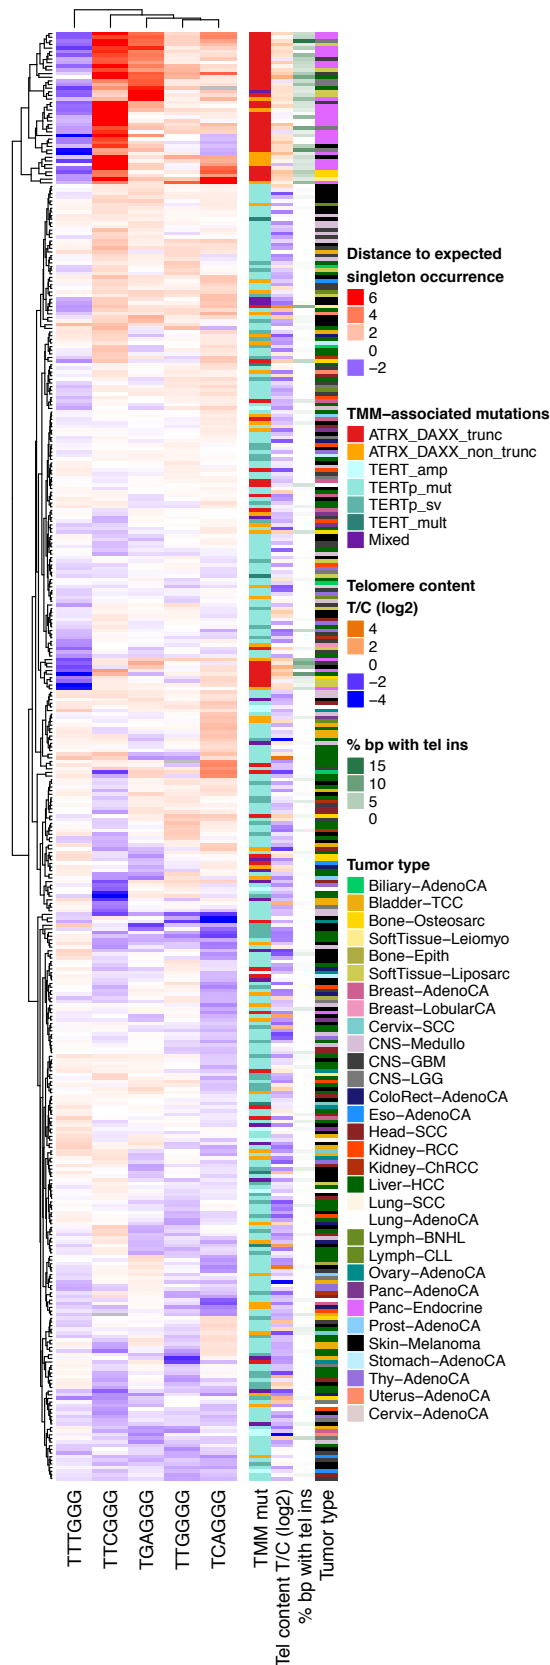 Distance to expected
singleton occurrence
6
4
2
0
−2
TMM−associated mutations
ATRX_DAXX_trunc
ATRX_DAXX_non_trunc
TERT_amp
TERTp_mut
TERTp_sv
TERT_mult
Mixed
Telomere content
T/C (log2)
4
2
0
−2
−4
% bp with tel ins
15
10
5
0
Tumor type
Biliary−AdenoCA
Bladder−TCC
Bone−Osteosarc
SoftTissue−Leiomyo
Bone−Epith
SoftTissue−Liposarc
Breast−AdenoCA
Breast−LobularCA
Cervix−SCC
CNS−Medullo
CNS−GBM
CNS−LGG
ColoRect−AdenoCA
Eso−AdenoCA
Head−SCC
Kidney−RCC
Kidney−ChRCC
Liver−HCC
Lung−SCC
Lung−AdenoCA
Lymph−BNHL
Lymph−CLL
Ovary−AdenoCA
Panc−AdenoCA
Panc−Endocrine
Prost−AdenoCA
Skin−Melanoma
Stomach−AdenoCA
Thy−AdenoCA
Uterus−AdenoCA
Cervix−AdenoCA
TTTGGG
TTCGGG
TGAGGG
TTGGGG
TCAGGG
TMM mut
Tel content T/C (log2)
% bp with tel ins
Tumor type